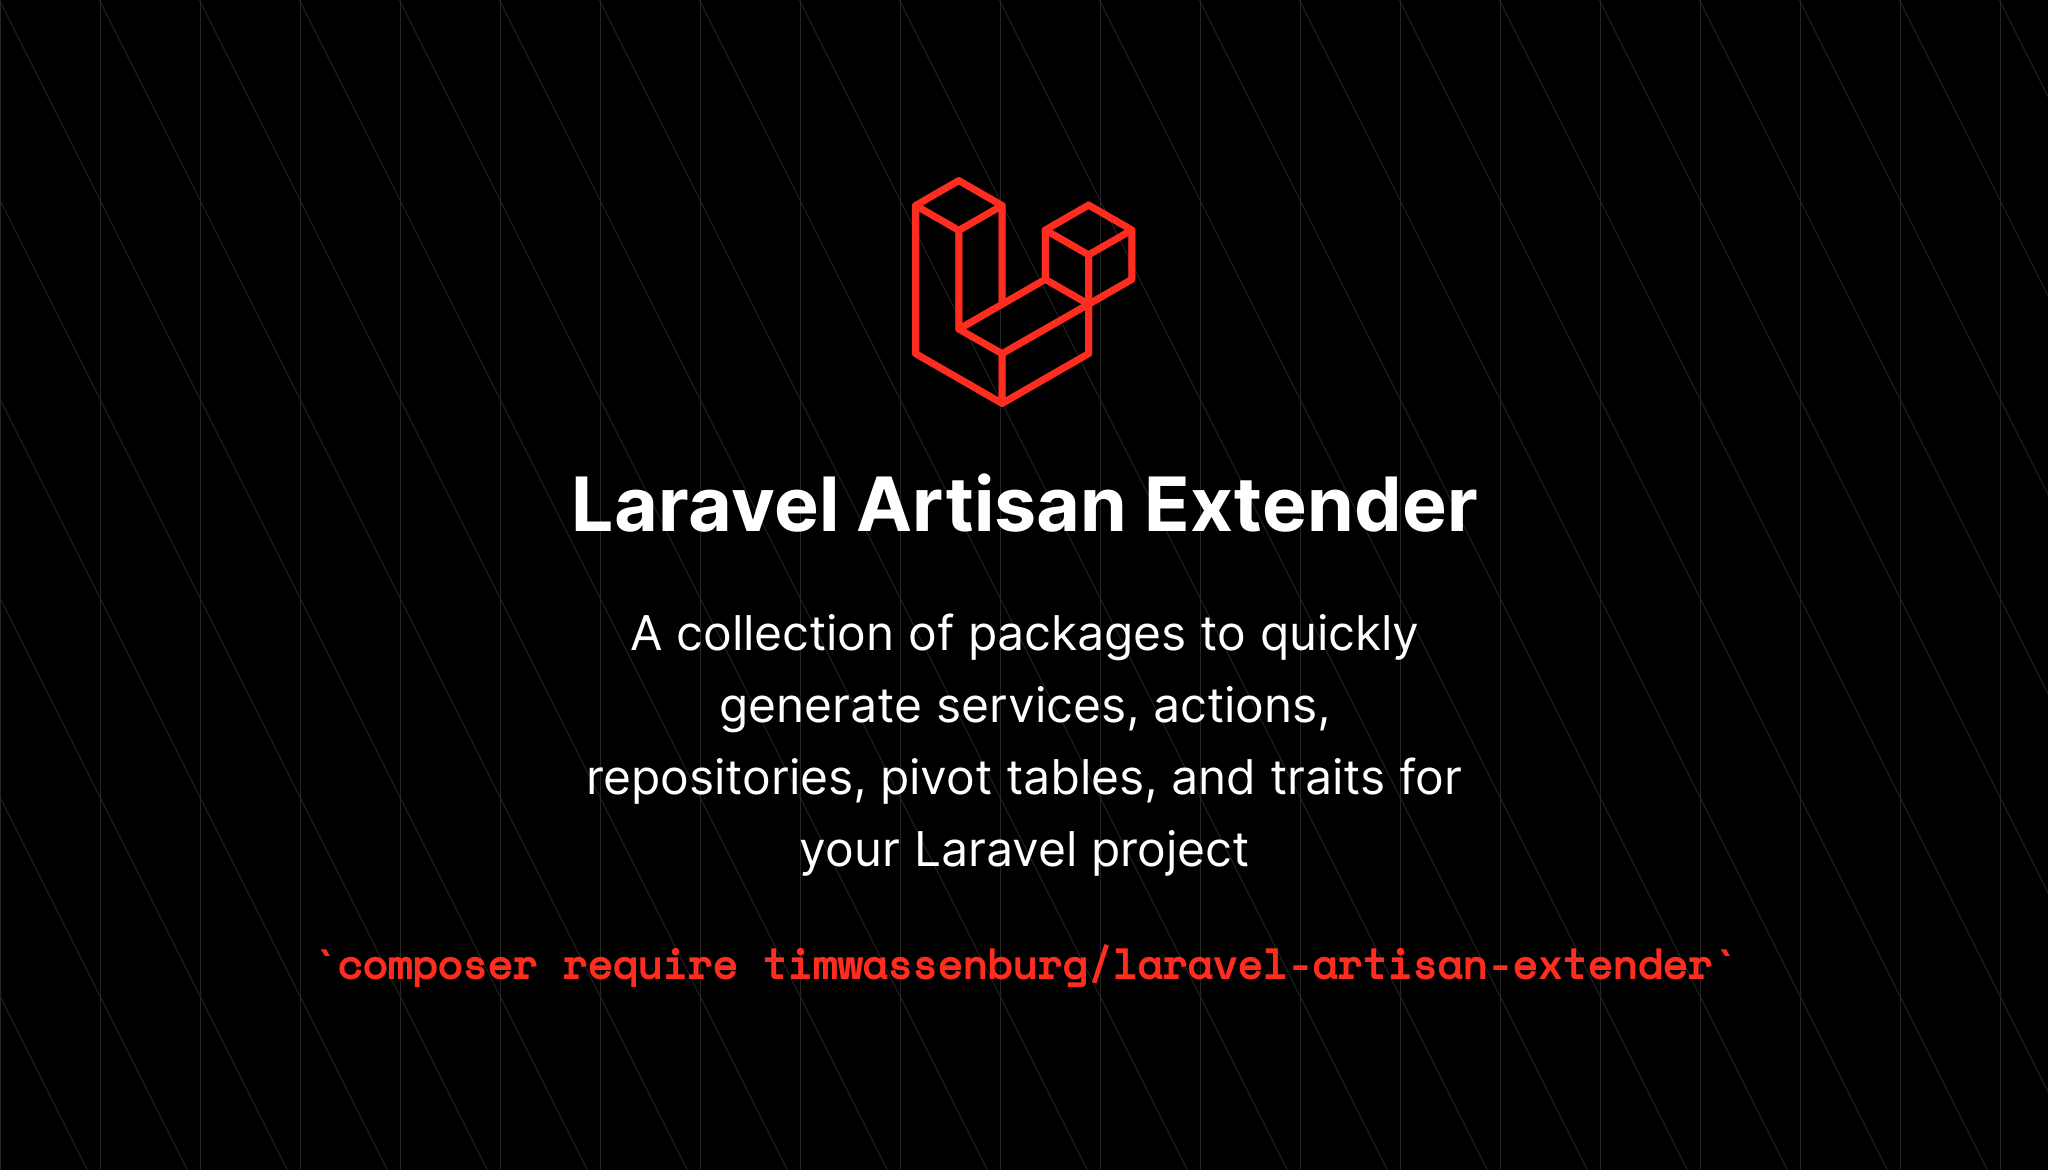 Laravel Artisan Extender
A collection of packages to quickly
generate services, actions,
repositories, pivot tables, and traits for
your Laravel project
`composer require timwassenburg/laravel-artisan-extender`